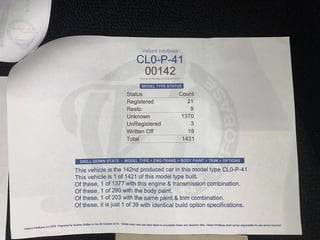 Valiant InfoBase
CL0-P-41
00142
MODEL TYPE STATUS
Status Count
Registered 21
Resto 9
Unknown 1370
UnRegistered 3
Written Off 18
Total 1421
DRILL DOWN STATS - MODEL TYPE > ENG-TRANS > BODY PAINT > TRIM > OPTIONS
This vehicle is the 142nd produced car in this model type CL0-P-41
This vehicle is 1 of 1421 of this model type built.
Of these, 1 of 1377 with this engine & transmission combination.
Of these, 1 of 260 with the same body paint.
Of these, 1 of 203 with the same paint & trim combination.
Of these, it is just 1 of 39 with identical build option specifications.